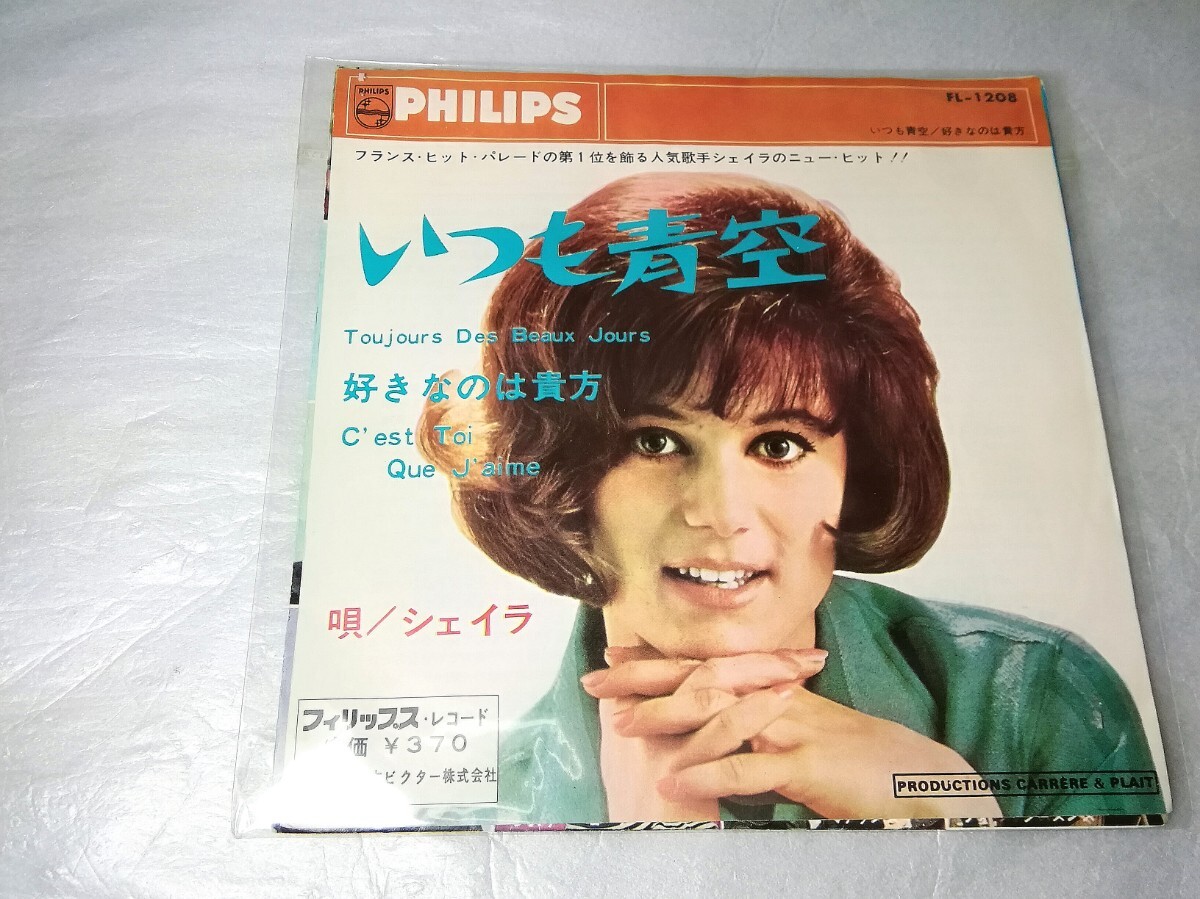 PHILIPS
PHILIPS
FL-1208
いつも青空/好きなのは貴方
フランス・ヒット・パレードの第1位を飾る人気歌手シェイラのニュー・ヒット!!
いつも青空
Toujours Des Beaux Jours
好きなのは貴方
C'est Toi
Que J'aime
唄/シェイラ
フィリップス・レコード
価 ¥370
ビクター株式会社
PRODUCTIONS CARRÈRE & PLAIT